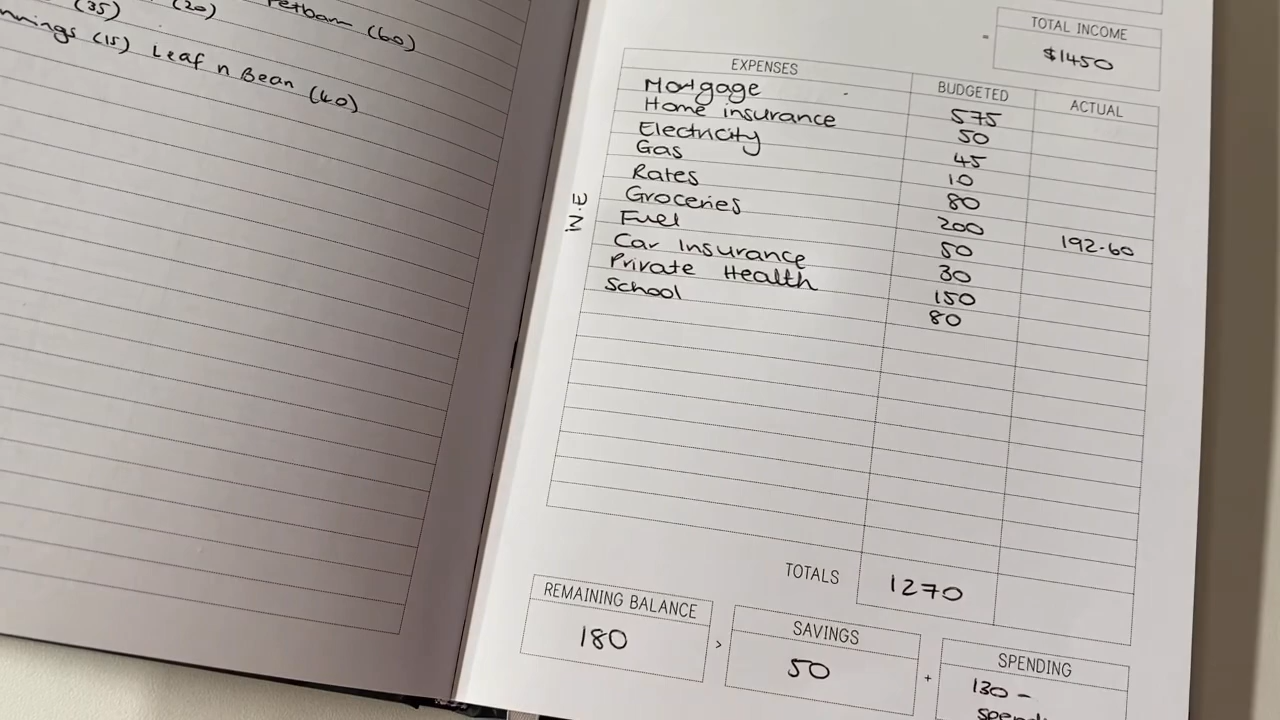 (35) (20) Petbarn (60)
(15) Leaf n Bean (40)
TOTAL INCOME
= $1450
EXPENSES BUDGETED ACTUAL
Mortgage 575
Home insurance 50
Electricity 45
Gas 10
Rates 80
Groceries 200 192.60
Fuel 50
Car Insurance 30
Private Health 150
School 80
W.E
TOTALS 1270
REMAINING BALANCE SAVINGS SPENDING
180 > 50 + 130 -